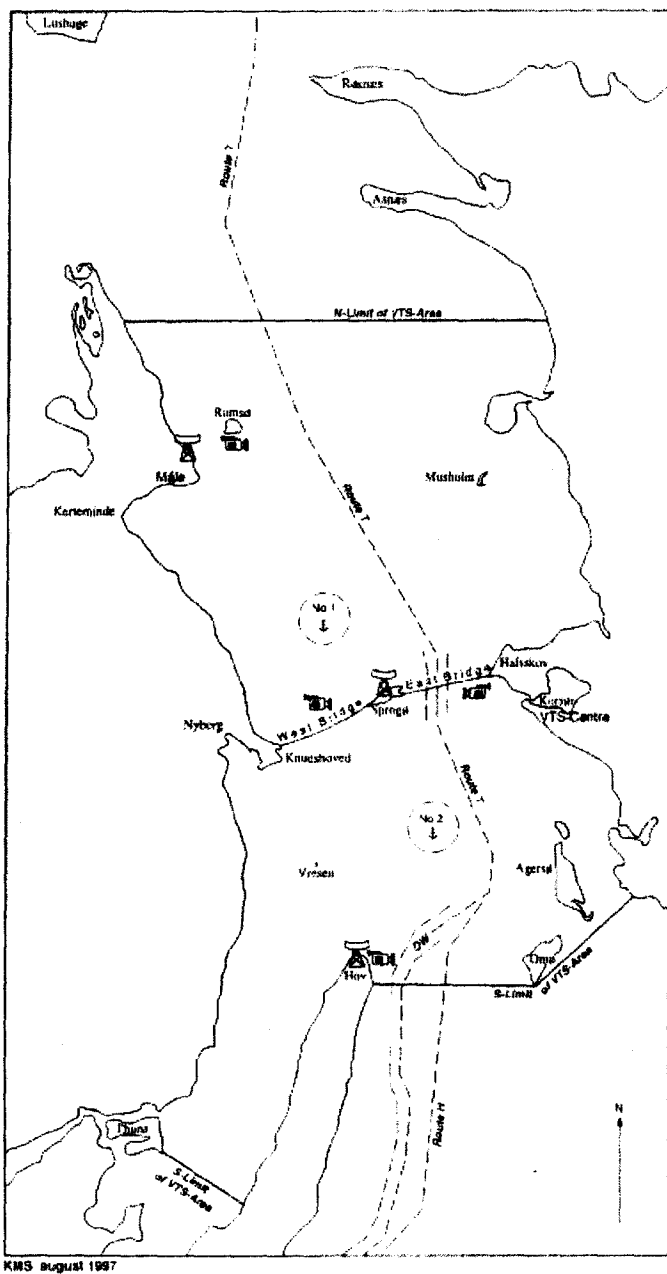 Lushage
Røsnæs
Route T
Asnæs
N-Limit of VTS-Area
Romsø
Måle
Musholm
Kerteminde
Route T
No 1
Halsskov
East Bridge
Sprogø
West Bridge
Korsør
VTS-Centre
Nyborg
Knudshoved
Route T
No 2
Vresen
Agersø
DW
Hov
Omø
S-Limit
of VTS-Area
Route H
N
Thurø
S-Limit
of VTS-Area
KMS august 1997